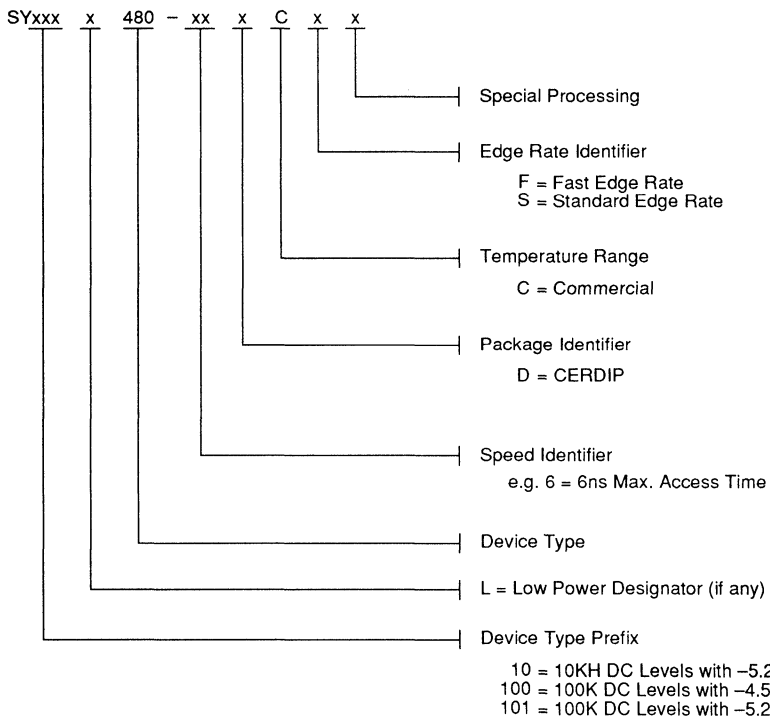 SYxxx x 480 – xx x C x x
Special Processing
Edge Rate Identifier
F = Fast Edge Rate
S = Standard Edge Rate
Temperature Range
C = Commercial
Package Identifier
D = CERDIP
Speed Identifier
e.g. 6 = 6ns Max. Access Time
Device Type
L = Low Power Designator (if any)
Device Type Prefix
10 = 10KH DC Levels with –5.2
100 = 100K DC Levels with –4.5
101 = 100K DC Levels with –5.2